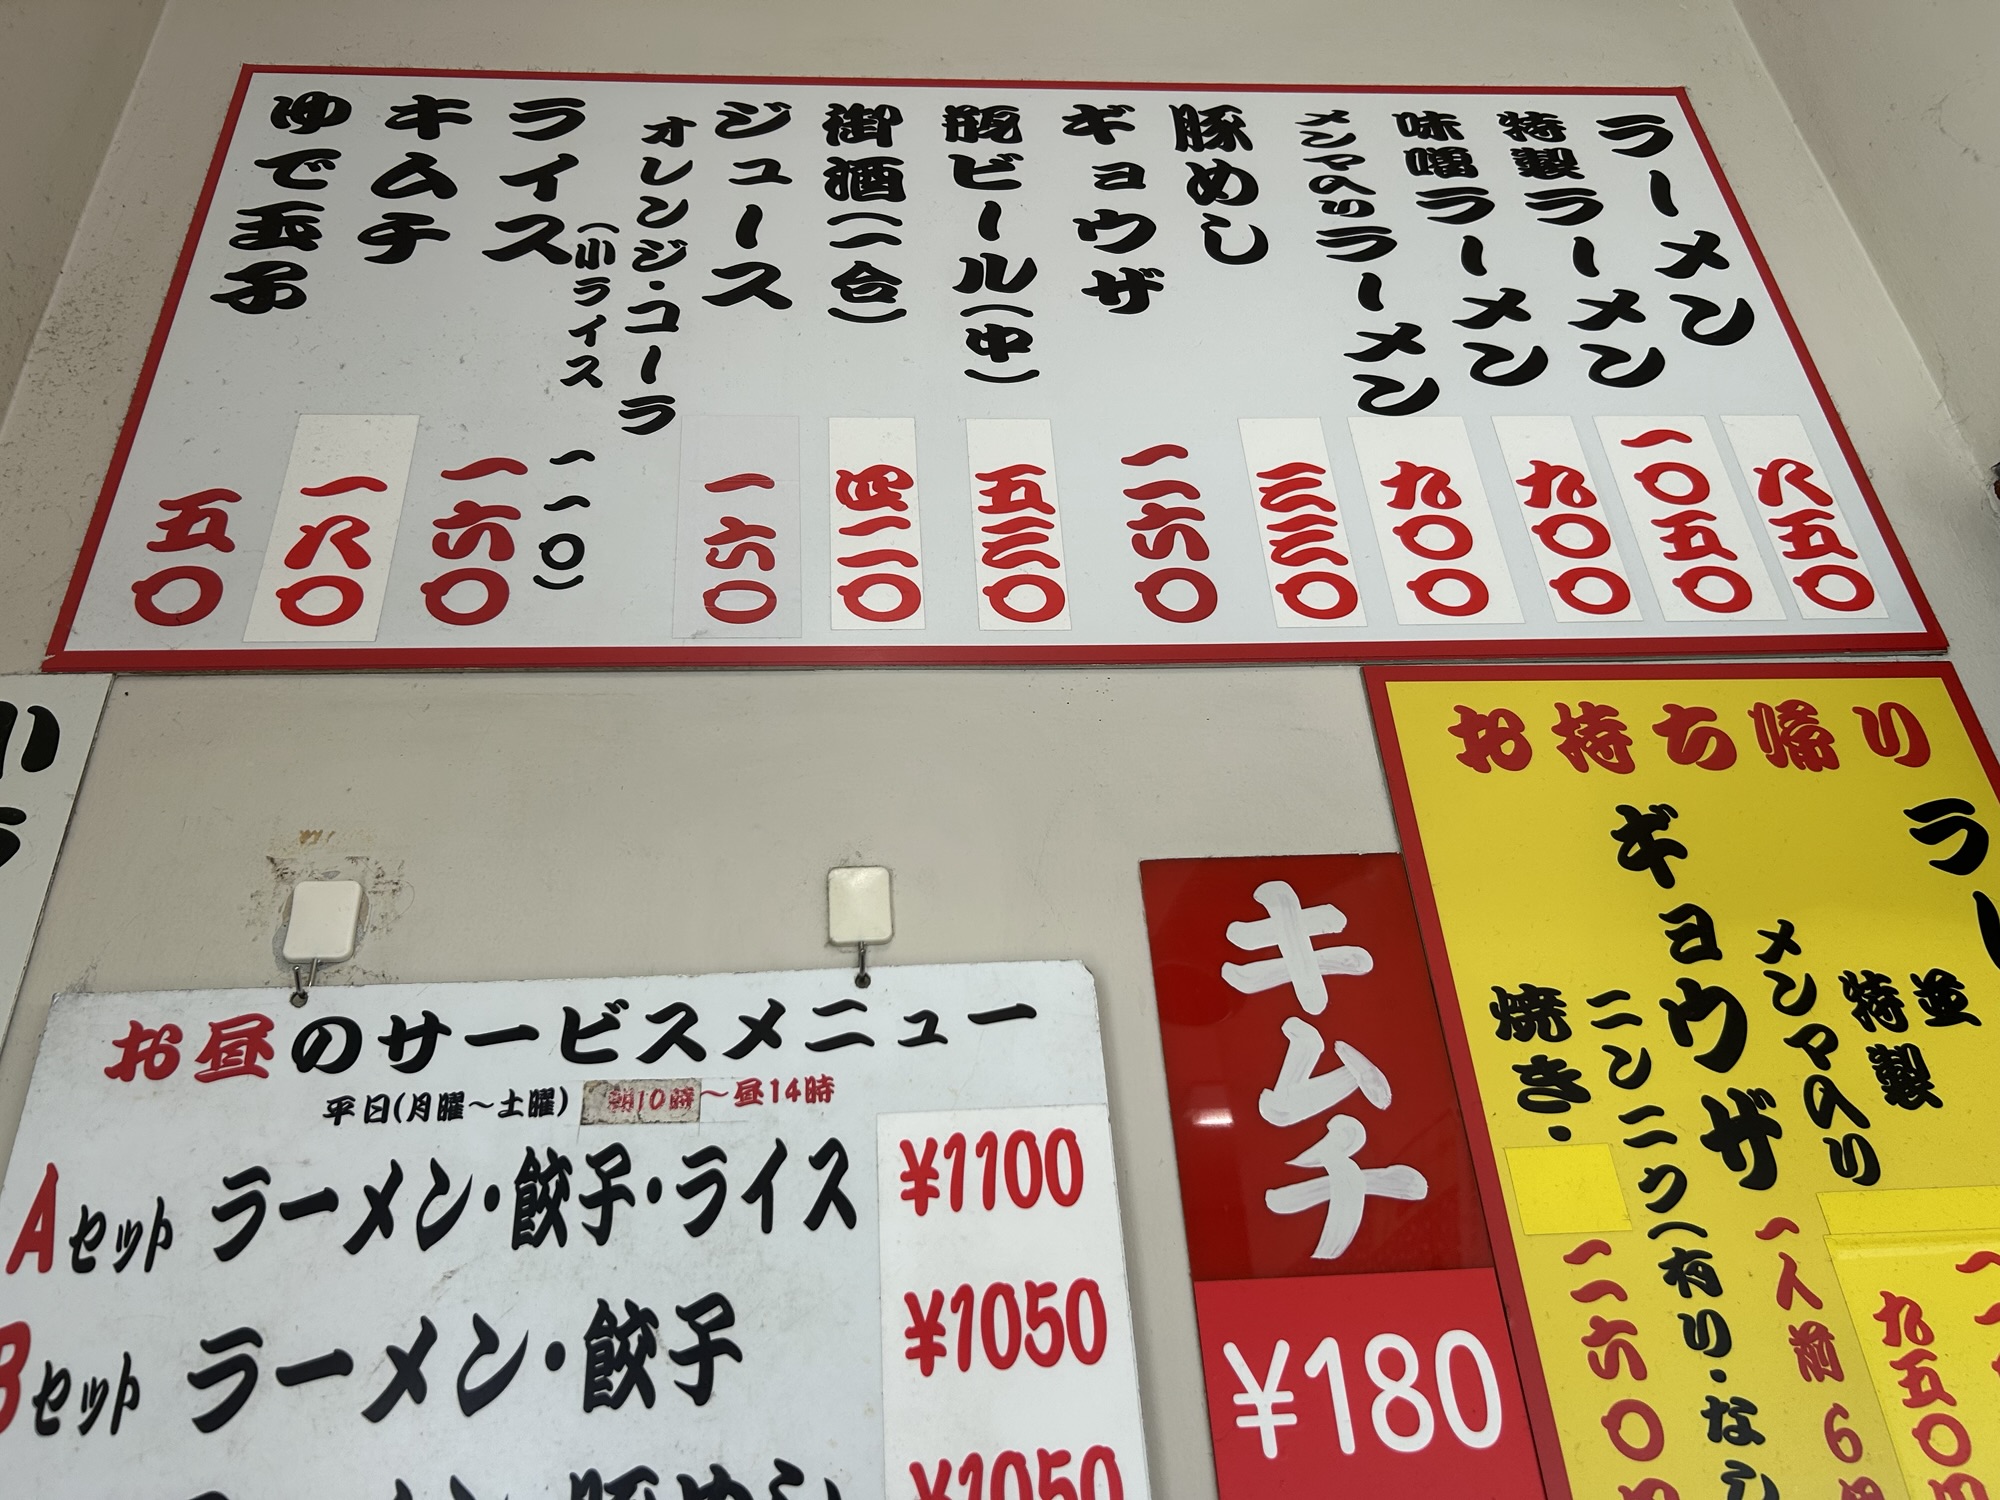 ラーメン 八五〇
特製ラーメン 一〇五〇
味噌ラーメン 九〇〇
メンマ入りラーメン 九〇〇
豚めし 三三〇
ギョウザ 二六〇
瓶ビール(中) 五三〇
御酒(一合) 四二〇
ジュース 一六〇
オレンジ・コーラ
ライス 一六〇
(小ライス 一一〇)
キムチ 一八〇
ゆで玉子 五〇
お持ち帰り
並
特製
メンマ入り
九五〇
ギョウザ
一人前6
ニンニク(有り・なし
焼き・
二六〇
キムチ
¥180
お昼のサービスメニュー
平日(月曜～土曜) 朝10時～昼14時
Aセット ラーメン・餃子・ライス ¥1100
Bセット ラーメン・餃子 ¥1050
¥1050